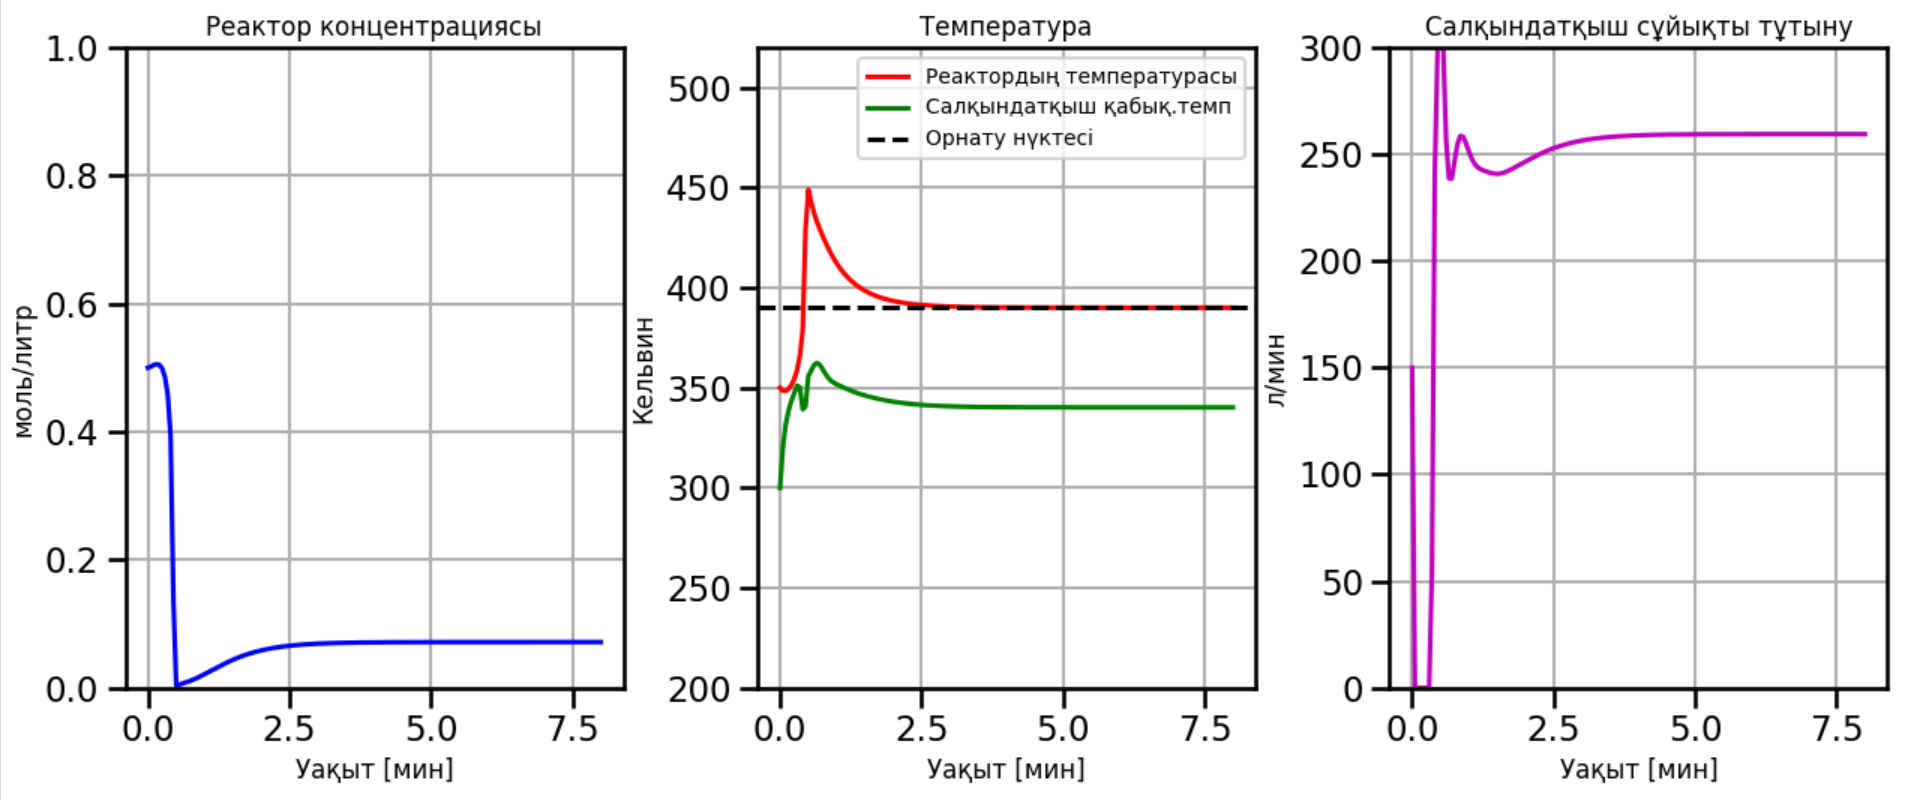 Реактор концентрациясы
1.0
0.8
0.6
0.4
0.2
0.0
моль/литр
0.0 2.5 5.0 7.5
Уақыт [мин]
Температура
500
450
400
350
300
250
200
Кельвин
Реактордың температурасы
Салқындатқыш қабық.темп
Орнату нүктесі
0.0 2.5 5.0 7.5
Уақыт [мин]
Салқындатқыш сұйықты тұтыну
300
250
200
150
100
50
0
л/мин
0.0 2.5 5.0 7.5
Уақыт [мин]